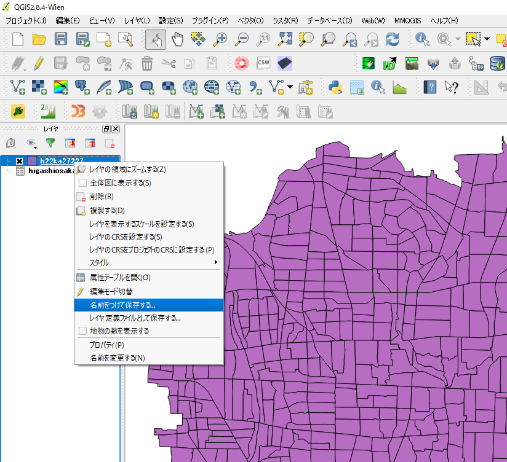 QGIS2.8.4-Wien
プロジェクト(J) 編集(E) ビュー(V) レイヤ(L) 設定(S) プラグイン(P) ベクタ(O) ラスタ(R) データベース(D) Web(W) MMQGIS ヘルプ(H)
CSW
レイヤ
h22ka27227
higashiosaka
レイヤの領域にズームする(Z)
全体図に表示する(S)
削除(R)
複製する(D)
レイヤを表示するスケールを設定する(S)
レイヤのCRSを設定する(S)
レイヤのCRSをプロジェクトのCRSに設定する(P)
スタイル
属性テーブルを開く(O)
編集モード切替
名前をつけて保存する...
レイヤ定義ファイルとして保存する...
地物の数を表示する
プロパティ(P)
名前を変更する(N)